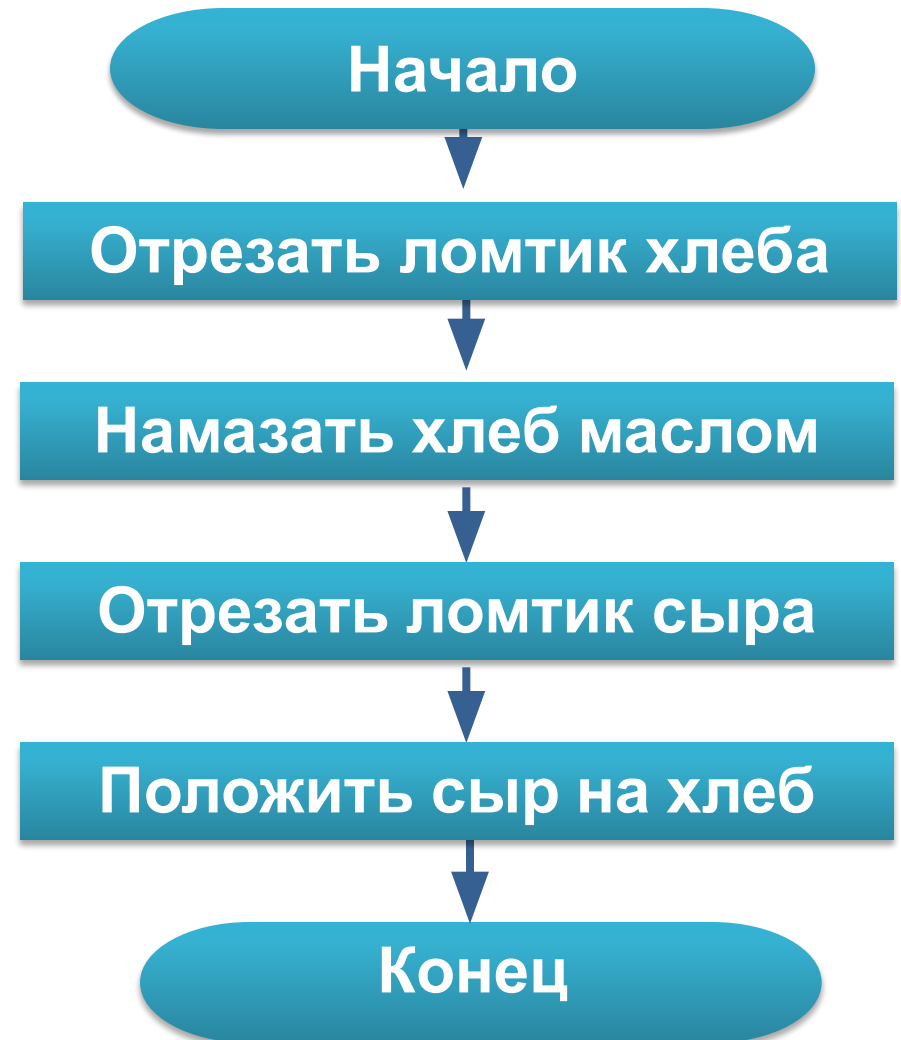 Начало
Отрезать ломтик хлеба
Намазать хлеб маслом
Отрезать ломтик сыра
Положить сыр на хлеб
Конец